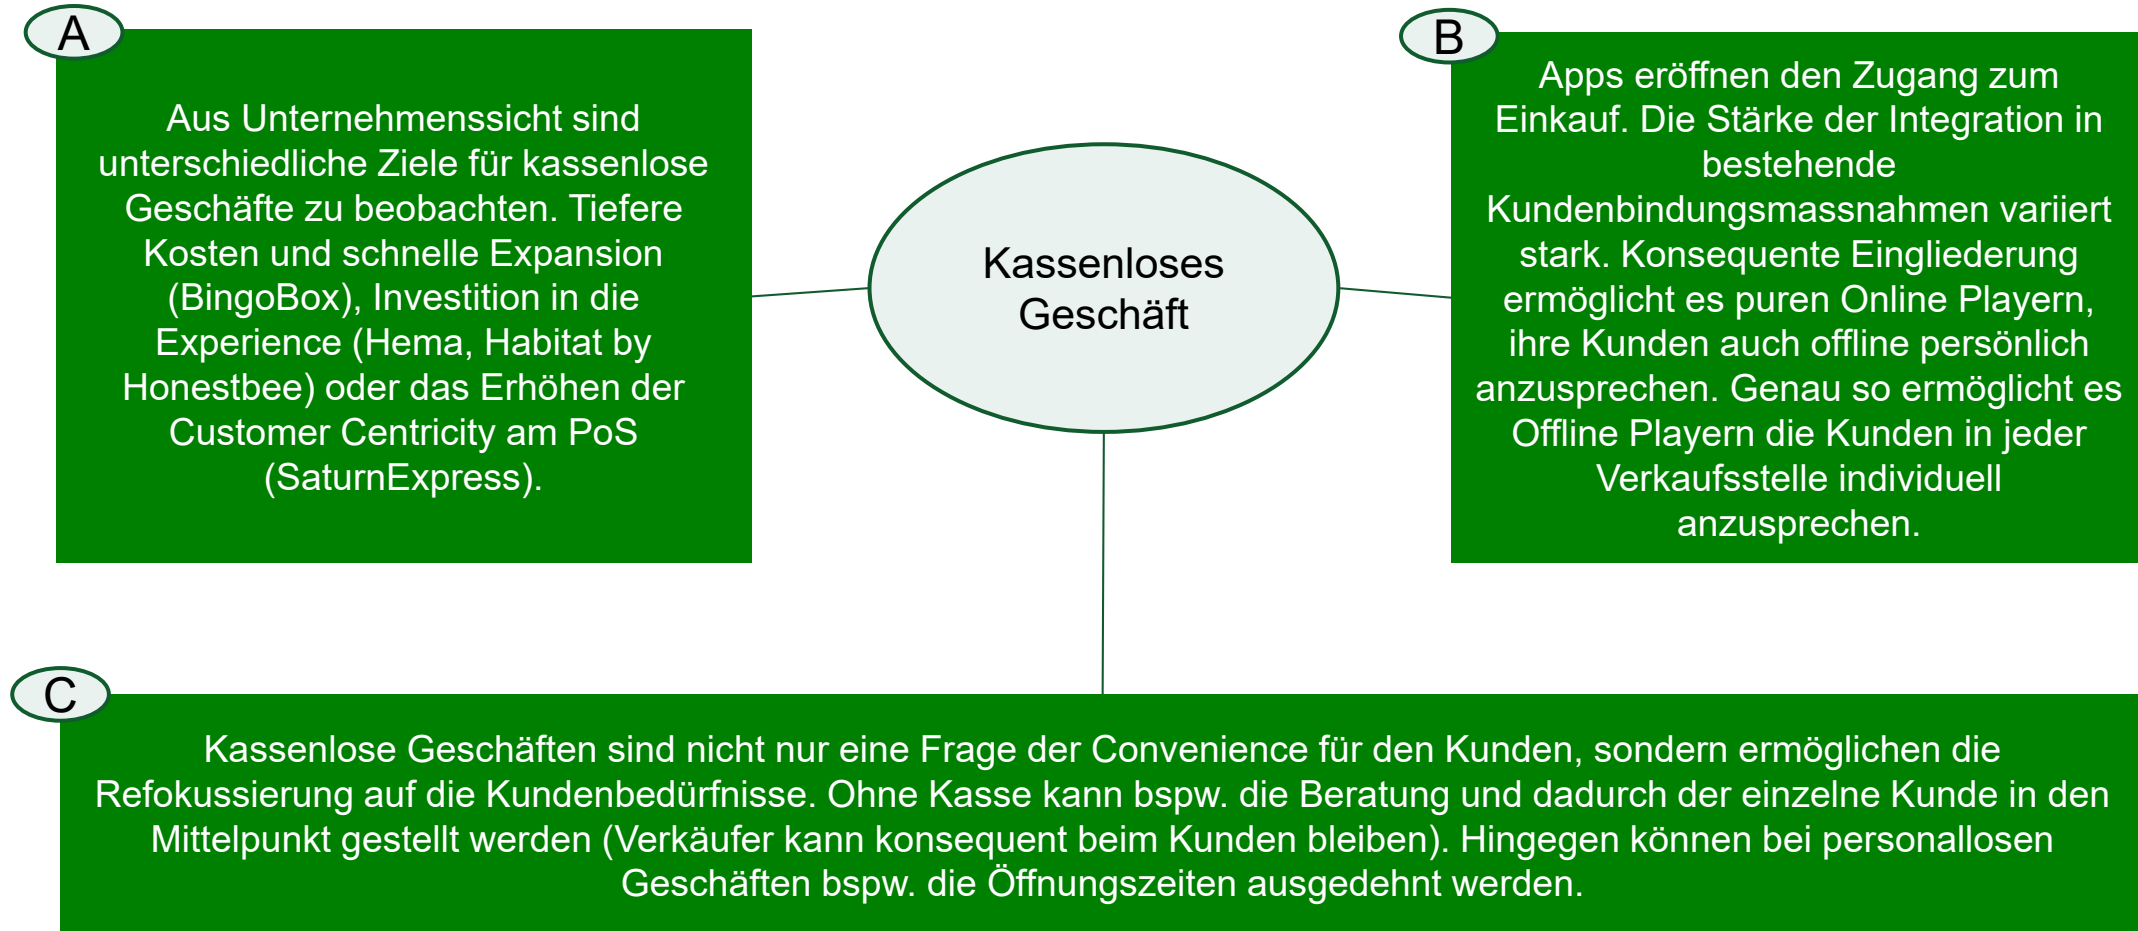 A
Aus Unternehmenssicht sind
unterschiedliche Ziele für kassenlose
Geschäfte zu beobachten. Tiefere
Kosten und schnelle Expansion
(BingoBox), Investition in die
Experience (Hema, Habitat by
Honestbee) oder das Erhöhen der
Customer Centricity am PoS
(SaturnExpress).
Kassenloses
Geschäft
B
Apps eröffnen den Zugang zum
Einkauf. Die Stärke der Integration in
bestehende
Kundenbindungsmassnahmen variiert
stark. Konsequente Eingliederung
ermöglicht es puren Online Playern,
ihre Kunden auch offline persönlich
anzusprechen. Genau so ermöglicht es
Offline Playern die Kunden in jeder
Verkaufsstelle individuell
anzusprechen.
C
Kassenlose Geschäften sind nicht nur eine Frage der Convenience für den Kunden, sondern ermöglichen die
Refokussierung auf die Kundenbedürfnisse. Ohne Kasse kann bspw. die Beratung und dadurch der einzelne Kunde in den
Mittelpunkt gestellt werden (Verkäufer kann konsequent beim Kunden bleiben). Hingegen können bei personallosen
Geschäften bspw. die Öffnungszeiten ausgedehnt werden.